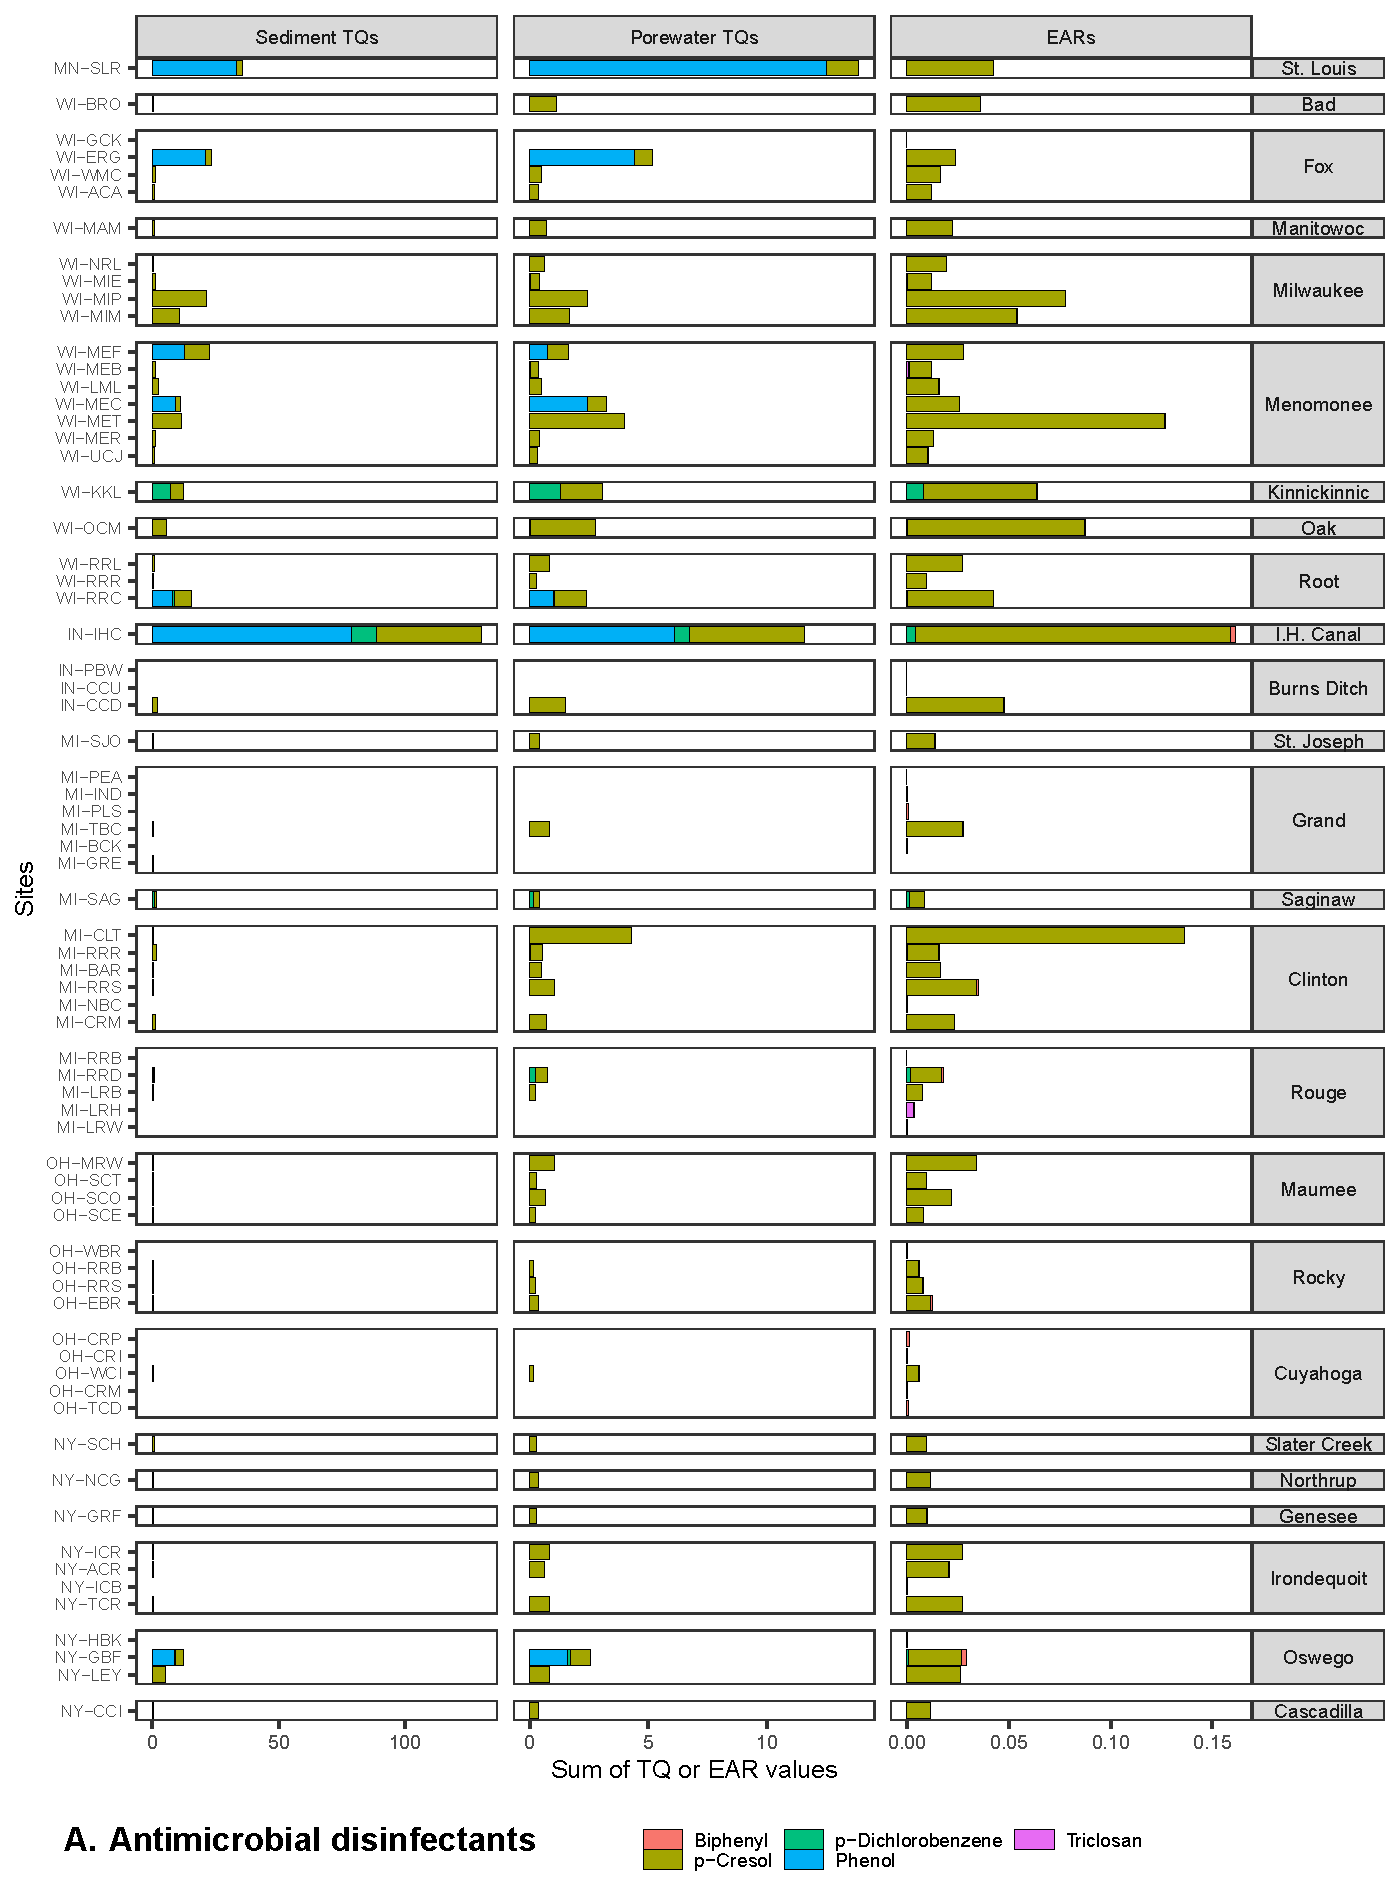 Sediment TQs
Porewater TQs
EARs
MN−SLR
St. Louis
WI−BRO
Bad
WI−GCK
WI−ERG
WI−WMC
WI−ACA
Fox
WI−MAM
Manitowoc
WI−NRL
WI−MIE
WI−MIP
WI−MIM
Milwaukee
WI−MEF
WI−MEB
WI−LML
WI−MEC
WI−MET
WI−MER
WI−UCJ
Menomonee
WI−KKL
Kinnickinnic
WI−OCM
Oak
WI−RRL
WI−RRR
WI−RRC
Root
IN−IHC
I.H. Canal
IN−PBW
IN−CCU
IN−CCD
Burns Ditch
MI−SJO
St. Joseph
MI−PEA
MI−IND
MI−PLS
MI−TBC
MI−BCK
MI−GRE
Grand
MI−SAG
Saginaw
MI−CLT
MI−RRR
MI−BAR
MI−RRS
MI−NBC
MI−CRM
Clinton
MI−RRB
MI−RRD
MI−LRB
MI−LRH
MI−LRW
Rouge
OH−MRW
OH−SCT
OH−SCO
OH−SCE
Maumee
OH−WBR
OH−RRB
OH−RRS
OH−EBR
Rocky
OH−CRP
OH−CRI
OH−WCI
OH−CRM
OH−TCD
Cuyahoga
NY−SCH
Slater Creek
NY−NCG
Northrup
NY−GRF
Genesee
NY−ICR
NY−ACR
NY−ICB
NY−TCR
Irondequoit
NY−HBK
NY−GBF
NY−LEY
Oswego
NY−CCI
Cascadilla
Sites
0 50 100
0 5 10
0.00 0.05 0.10 0.15
Sum of TQ or EAR values
A. Antimicrobial disinfectants
Biphenyl
p−Cresol
p−Dichlorobenzene
Phenol
Triclosan